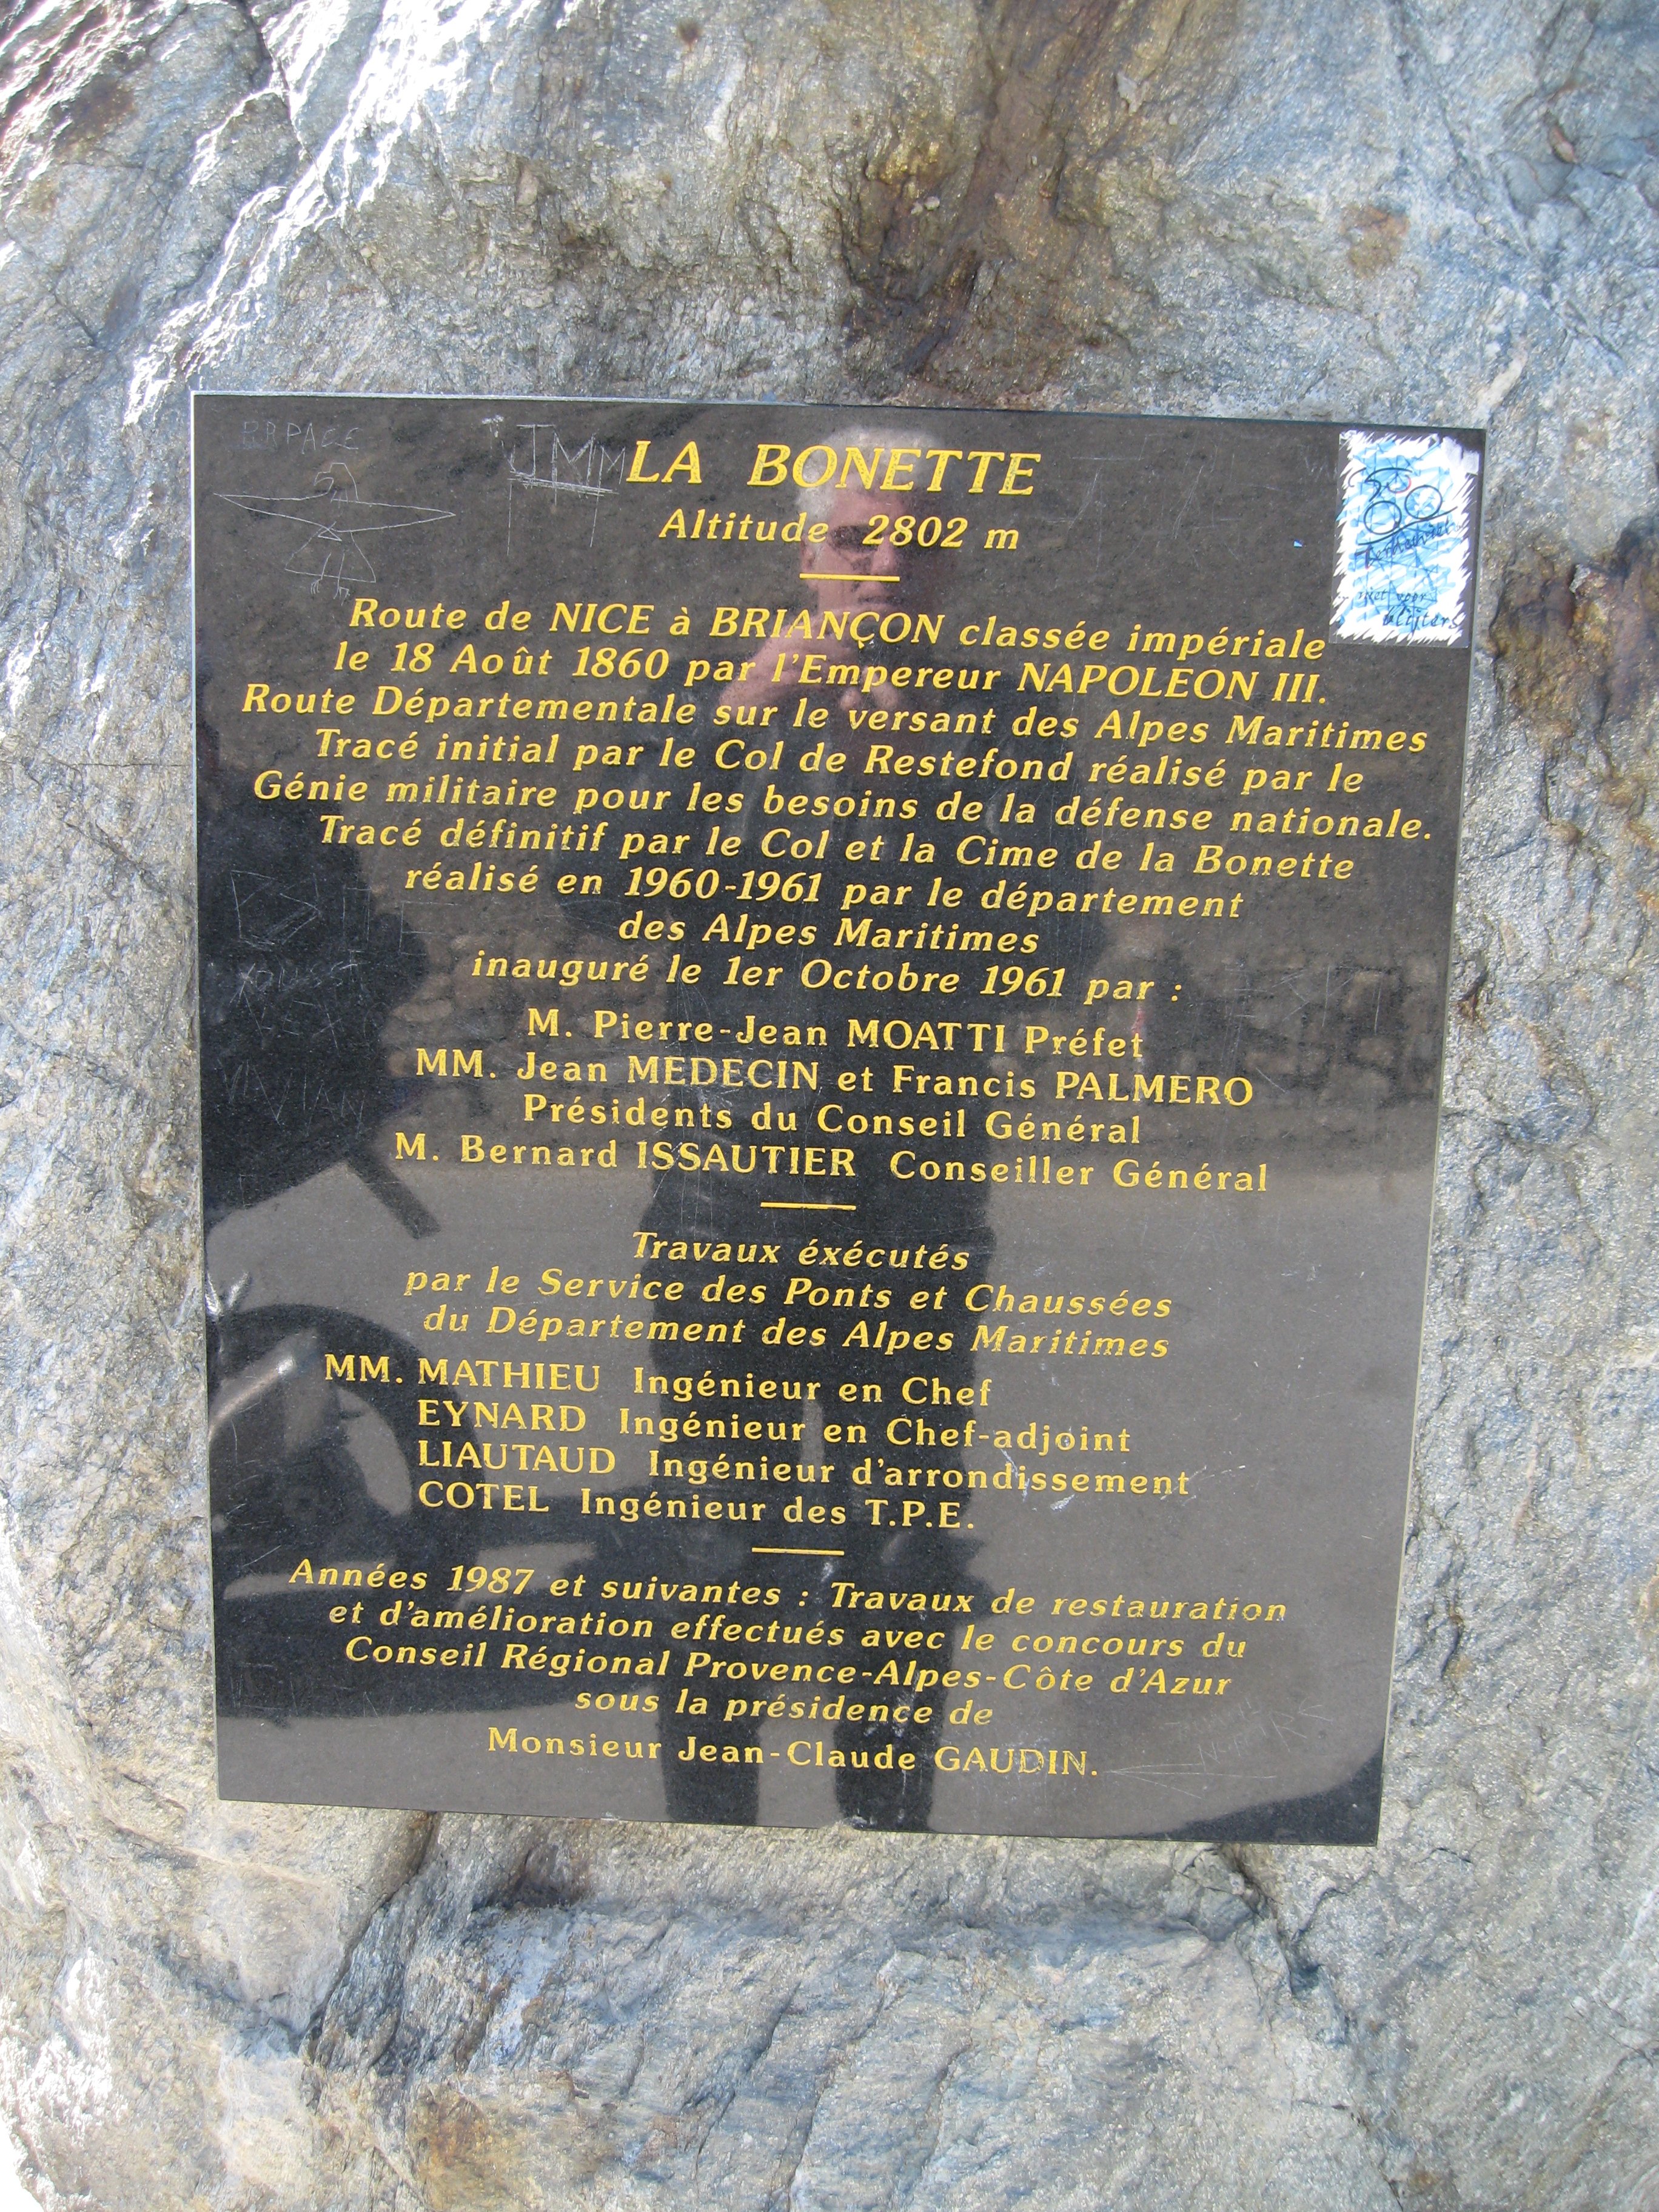 LA BONETTE
Altitude 2802 m
Route de NICE à BRIANÇON classée impériale
le 18 Août 1860 par l'Empereur NAPOLEON III.
Route Départementale sur le versant des Alpes Maritimes
Tracé initial par le Col de Restefond réalisé par le
Génie militaire pour les besoins de la défense nationale.
Tracé définitif par le Col et la Cime de la Bonette
réalisé en 1960-1961 par le département
des Alpes Maritimes
inauguré le 1er Octobre 1961 par :
M. Pierre-Jean MOATTI Préfet
MM. Jean MEDECIN et Francis PALMERO
Présidents du Conseil Général
M. Bernard ISSAUTIER Conseiller Général
Travaux éxécutés
par le Service des Ponts et Chaussées
du Département des Alpes Maritimes
MM. MATHIEU Ingénieur en Chef
EYNARD Ingénieur en Chef-adjoint
LIAUTAUD Ingénieur d'arrondissement
COTEL Ingénieur des T.P.E.
Années 1987 et suivantes : Travaux de restauration
et d'amélioration effectués avec le concours du
Conseil Régional Provence-Alpes-Côte d'Azur
sous la présidence de
Monsieur Jean-Claude GAUDIN.